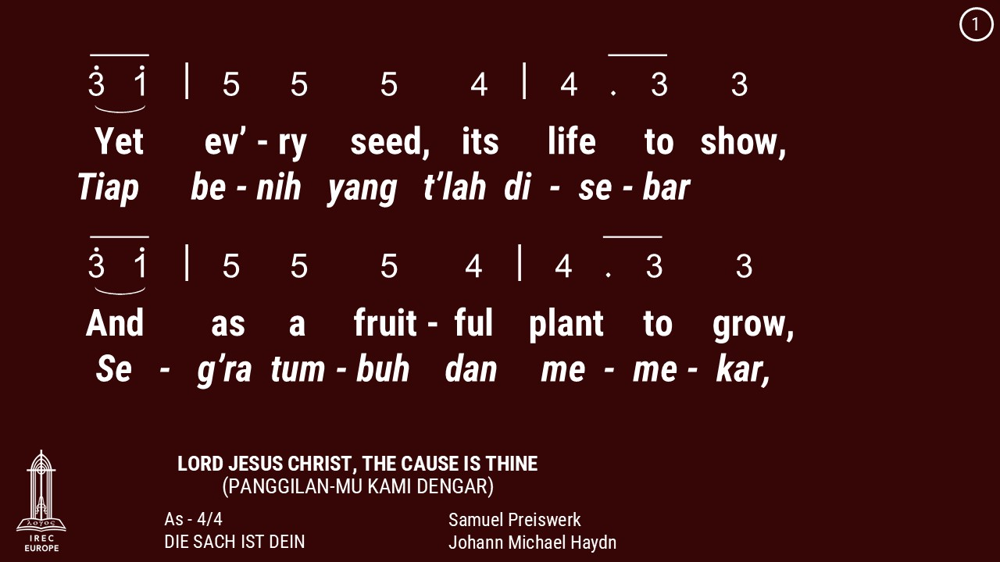 1
3̇ 1̇ | 5 5 5 4 | 4 . 3 3
Yet ev’ - ry seed, its life to show,
Tiap be - nih yang t’lah di - se - bar
3̇ 1̇ | 5 5 5 4 | 4 . 3 3
And as a fruit - ful plant to grow,
Se - g’ra tum - buh dan me - me - kar,
LORD JESUS CHRIST, THE CAUSE IS THINE
(PANGGILAN-MU KAMI DENGAR)
As - 4/4
DIE SACH IST DEIN
Samuel Preiswerk
Johann Michael Haydn
λογος
IREC
EUROPE